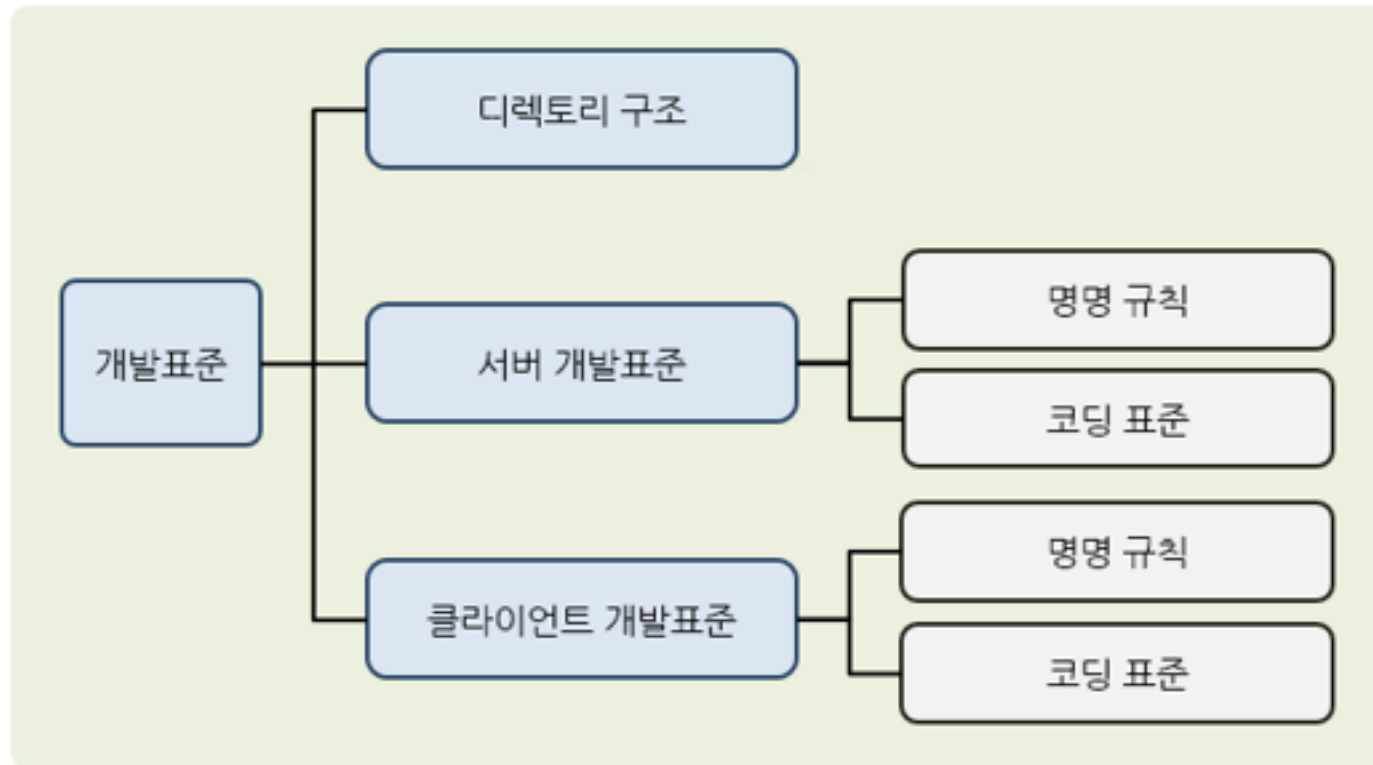 개발표준
디렉토리 구조
서버 개발표준
명명 규칙
코딩 표준
클라이언트 개발표준
명명 규칙
코딩 표준